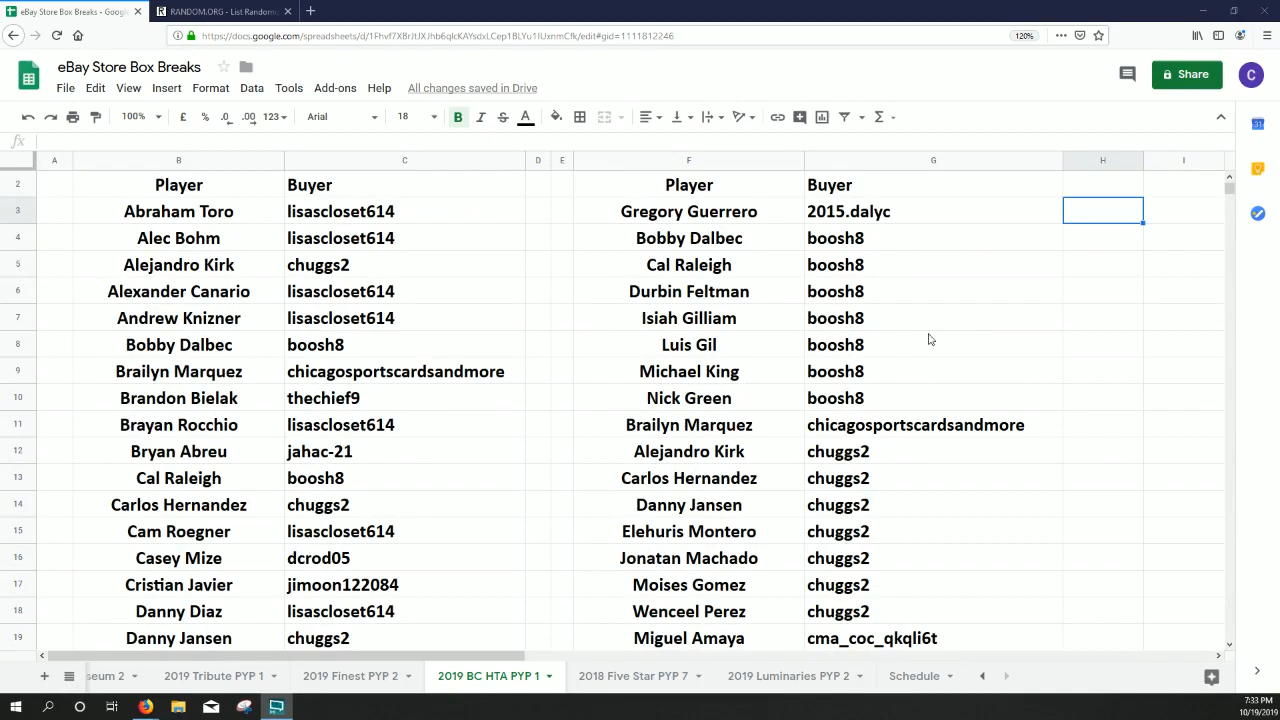 eBay Store Box Breaks - Google
RANDOM.ORG - List Randomi
https://docs.google.com/spreadsheets/d/1Fhvf7XBrJtJXJhb6qlcKAYsdxLCep1BLYu1IUxnmCfk/edit#gid=1111812246
120%
eBay Store Box Breaks
Share
C
File Edit View Insert Format Data Tools Add-ons Help All changes saved in Drive
100% £ % .0 .00 123 Arial 18 B I S A
fx
A B C D E F G H I
2 Player Buyer Player Buyer
3 Abraham Toro lisascloset614 Gregory Guerrero 2015.dalyc
4 Alec Bohm lisascloset614 Bobby Dalbec boosh8
5 Alejandro Kirk chuggs2 Cal Raleigh boosh8
6 Alexander Canario lisascloset614 Durbin Feltman boosh8
7 Andrew Knizner lisascloset614 Isiah Gilliam boosh8
8 Bobby Dalbec boosh8 Luis Gil boosh8
9 Brailyn Marquez chicagosportscardsandmore Michael King boosh8
10 Brandon Bielak thechief9 Nick Green boosh8
11 Brayan Rocchio lisascloset614 Brailyn Marquez chicagosportscardsandmore
12 Bryan Abreu jahac-21 Alejandro Kirk chuggs2
13 Cal Raleigh boosh8 Carlos Hernandez chuggs2
14 Carlos Hernandez chuggs2 Danny Jansen chuggs2
15 Cam Roegner lisascloset614 Elehuris Montero chuggs2
16 Casey Mize dcrod05 Jonatan Machado chuggs2
17 Cristian Javier jimoon122084 Moises Gomez chuggs2
18 Danny Diaz lisascloset614 Wenceel Perez chuggs2
19 Danny Jansen chuggs2 Miguel Amaya cma_coc_qkqli6t
seum 2 2019 Tribute PYP 1 2019 Finest PYP 2 2019 BC HTA PYP 1 2018 Five Star PYP 7 2019 Luminaries PYP 2 Schedule
7:33 PM
10/19/2019